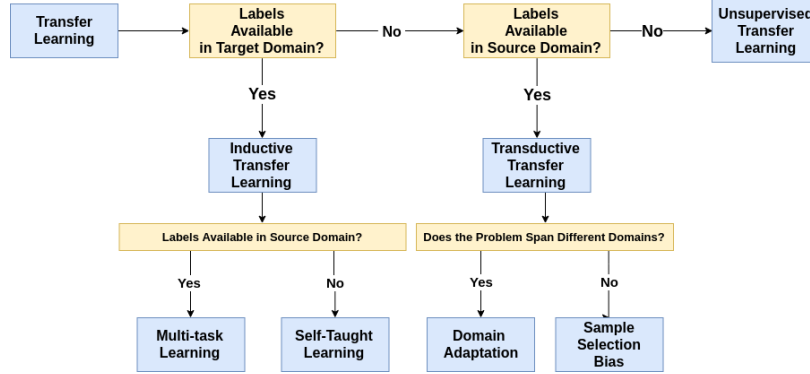 Transfer
Learning
Labels
Available
in Target Domain?
No
Labels
Available
in Source Domain?
No
Unsupervised
Transfer
Learning
Yes
Yes
Inductive
Transfer
Learning
Transductive
Transfer
Learning
Labels Available in Source Domain?
Does the Problem Span Different Domains?
Yes
No
Yes
No
Multi-task
Learning
Self-Taught
Learning
Domain
Adaptation
Sample
Selection
Bias